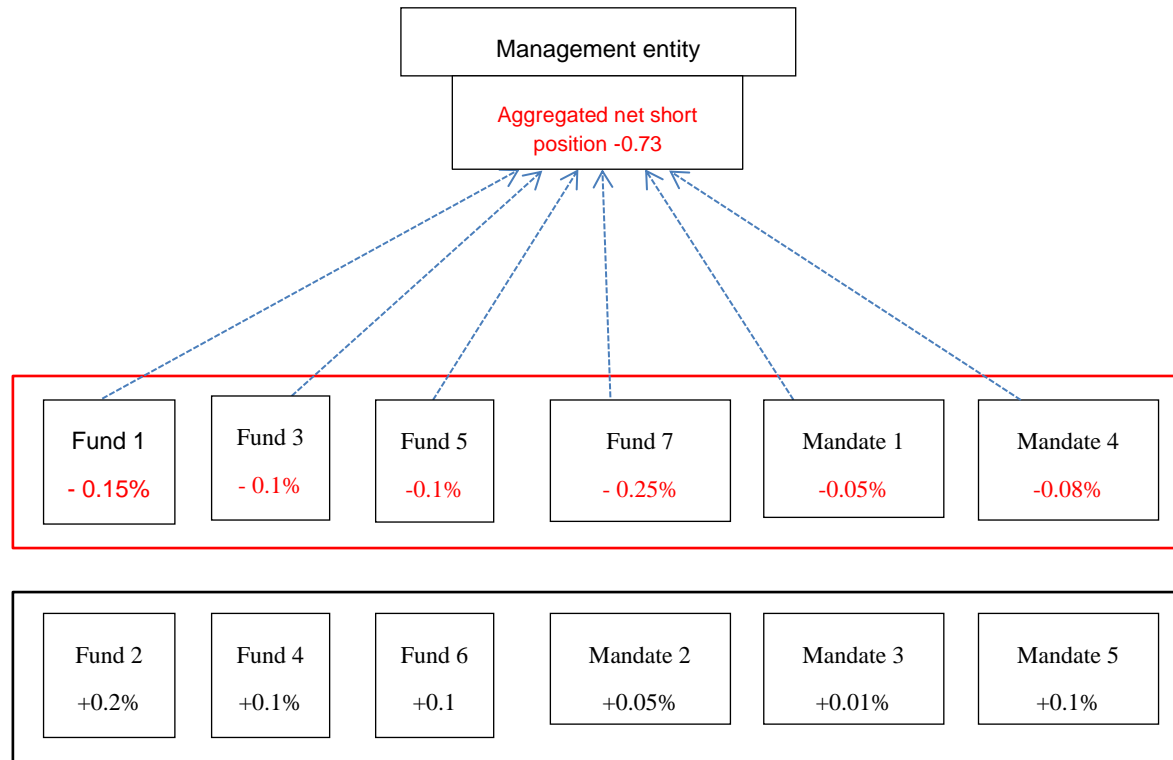 Management entity
Aggregated net short
position -0.73
Fund 1
- 0.15%
Fund 3
- 0.1%
Fund 5
-0.1%
Fund 7
- 0.25%
Mandate 1
-0.05%
Mandate 4
-0.08%
Fund 2
+0.2%
Fund 4
+0.1%
Fund 6
+0.1
Mandate 2
+0.05%
Mandate 3
+0.01%
Mandate 5
+0.1%